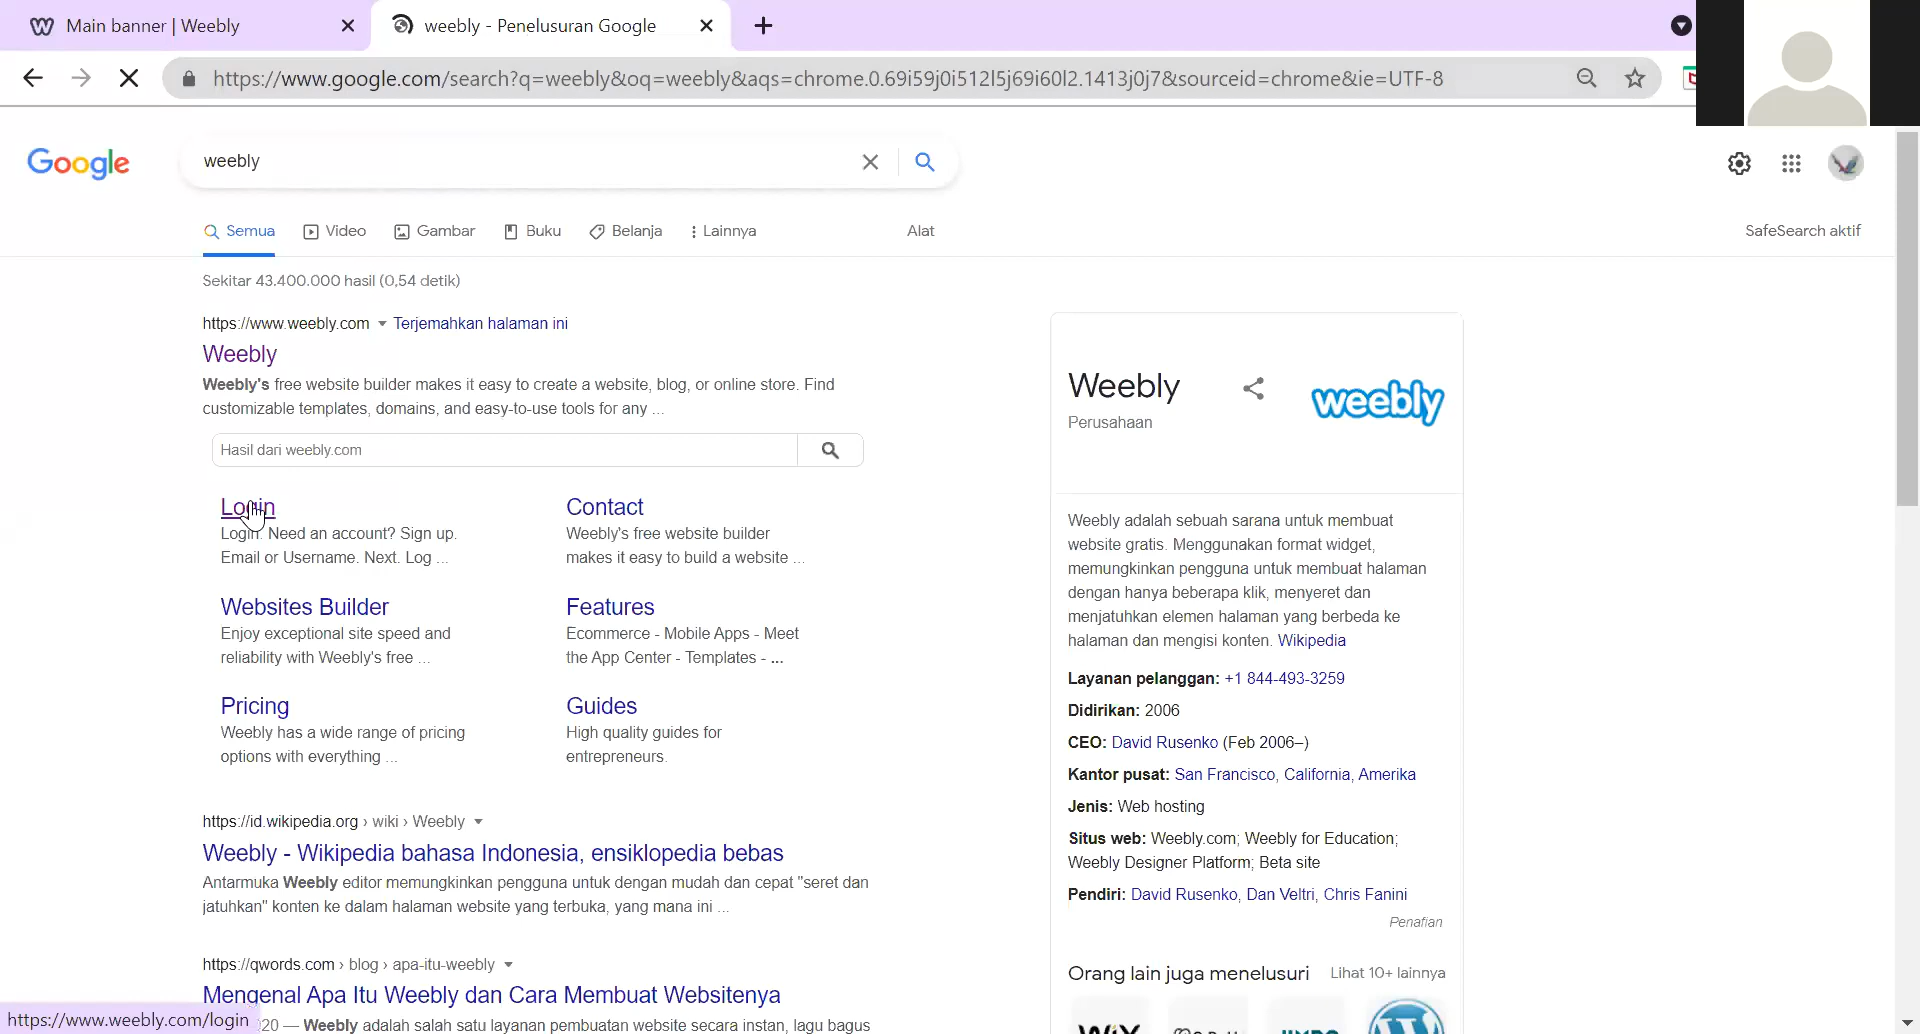 Main banner | Weebly
weebly - Penelusuran Google
https://www.google.com/search?q=weebly&oq=weebly&aqs=chrome.0.69i59j0i512l5j69i60l2.1413j0j7&sourceid=chrome&ie=UTF-8
Google
weebly
Semua
Video
Gambar
Buku
Belanja
Lainnya
Alat
SafeSearch aktif
Sekitar 43.400.000 hasil (0,54 detik)
https://www.weebly.com Terjemahkan halaman ini
Weebly
Weebly's free website builder makes it easy to create a website, blog, or online store. Find
customizable templates, domains, and easy-to-use tools for any ...
Hasil dari weebly.com
Login
Login. Need an account? Sign up.
Email or Username. Next. Log ...
Contact
Weebly's free website builder
makes it easy to build a website ...
Websites Builder
Enjoy exceptional site speed and
reliability with Weebly's free ...
Features
Ecommerce - Mobile Apps - Meet
the App Center - Templates - ...
Pricing
Weebly has a wide range of pricing
options with everything ...
Guides
High quality guides for
entrepreneurs.
https://id.wikipedia.org › wiki › Weebly
Weebly - Wikipedia bahasa Indonesia, ensiklopedia bebas
Antarmuka Weebly editor memungkinkan pengguna untuk dengan mudah dan cepat "seret dan
jatuhkan" konten ke dalam halaman website yang terbuka, yang mana ini ...
https://qwords.com › blog › apa-itu-weebly
Mengenal Apa Itu Weebly dan Cara Membuat Websitenya
20 — Weebly adalah salah satu layanan pembuatan website secara instan, lagu bagus
https://www.weebly.com/login
Weebly
Perusahaan
weebly
Weebly adalah sebuah sarana untuk membuat
website gratis. Menggunakan format widget,
memungkinkan pengguna untuk membuat halaman
dengan hanya beberapa klik, menyeret dan
menjatuhkan elemen halaman yang berbeda ke
halaman dan mengisi konten. Wikipedia
Layanan pelanggan: +1 844-493-3259
Didirikan: 2006
CEO: David Rusenko (Feb 2006–)
Kantor pusat: San Francisco, California, Amerika
Jenis: Web hosting
Situs web: Weebly.com; Weebly for Education;
Weebly Designer Platform; Beta site
Pendiri: David Rusenko, Dan Veltri, Chris Fanini
Penafian
Orang lain juga menelusuri
Lihat 10+ lainnya
WiX